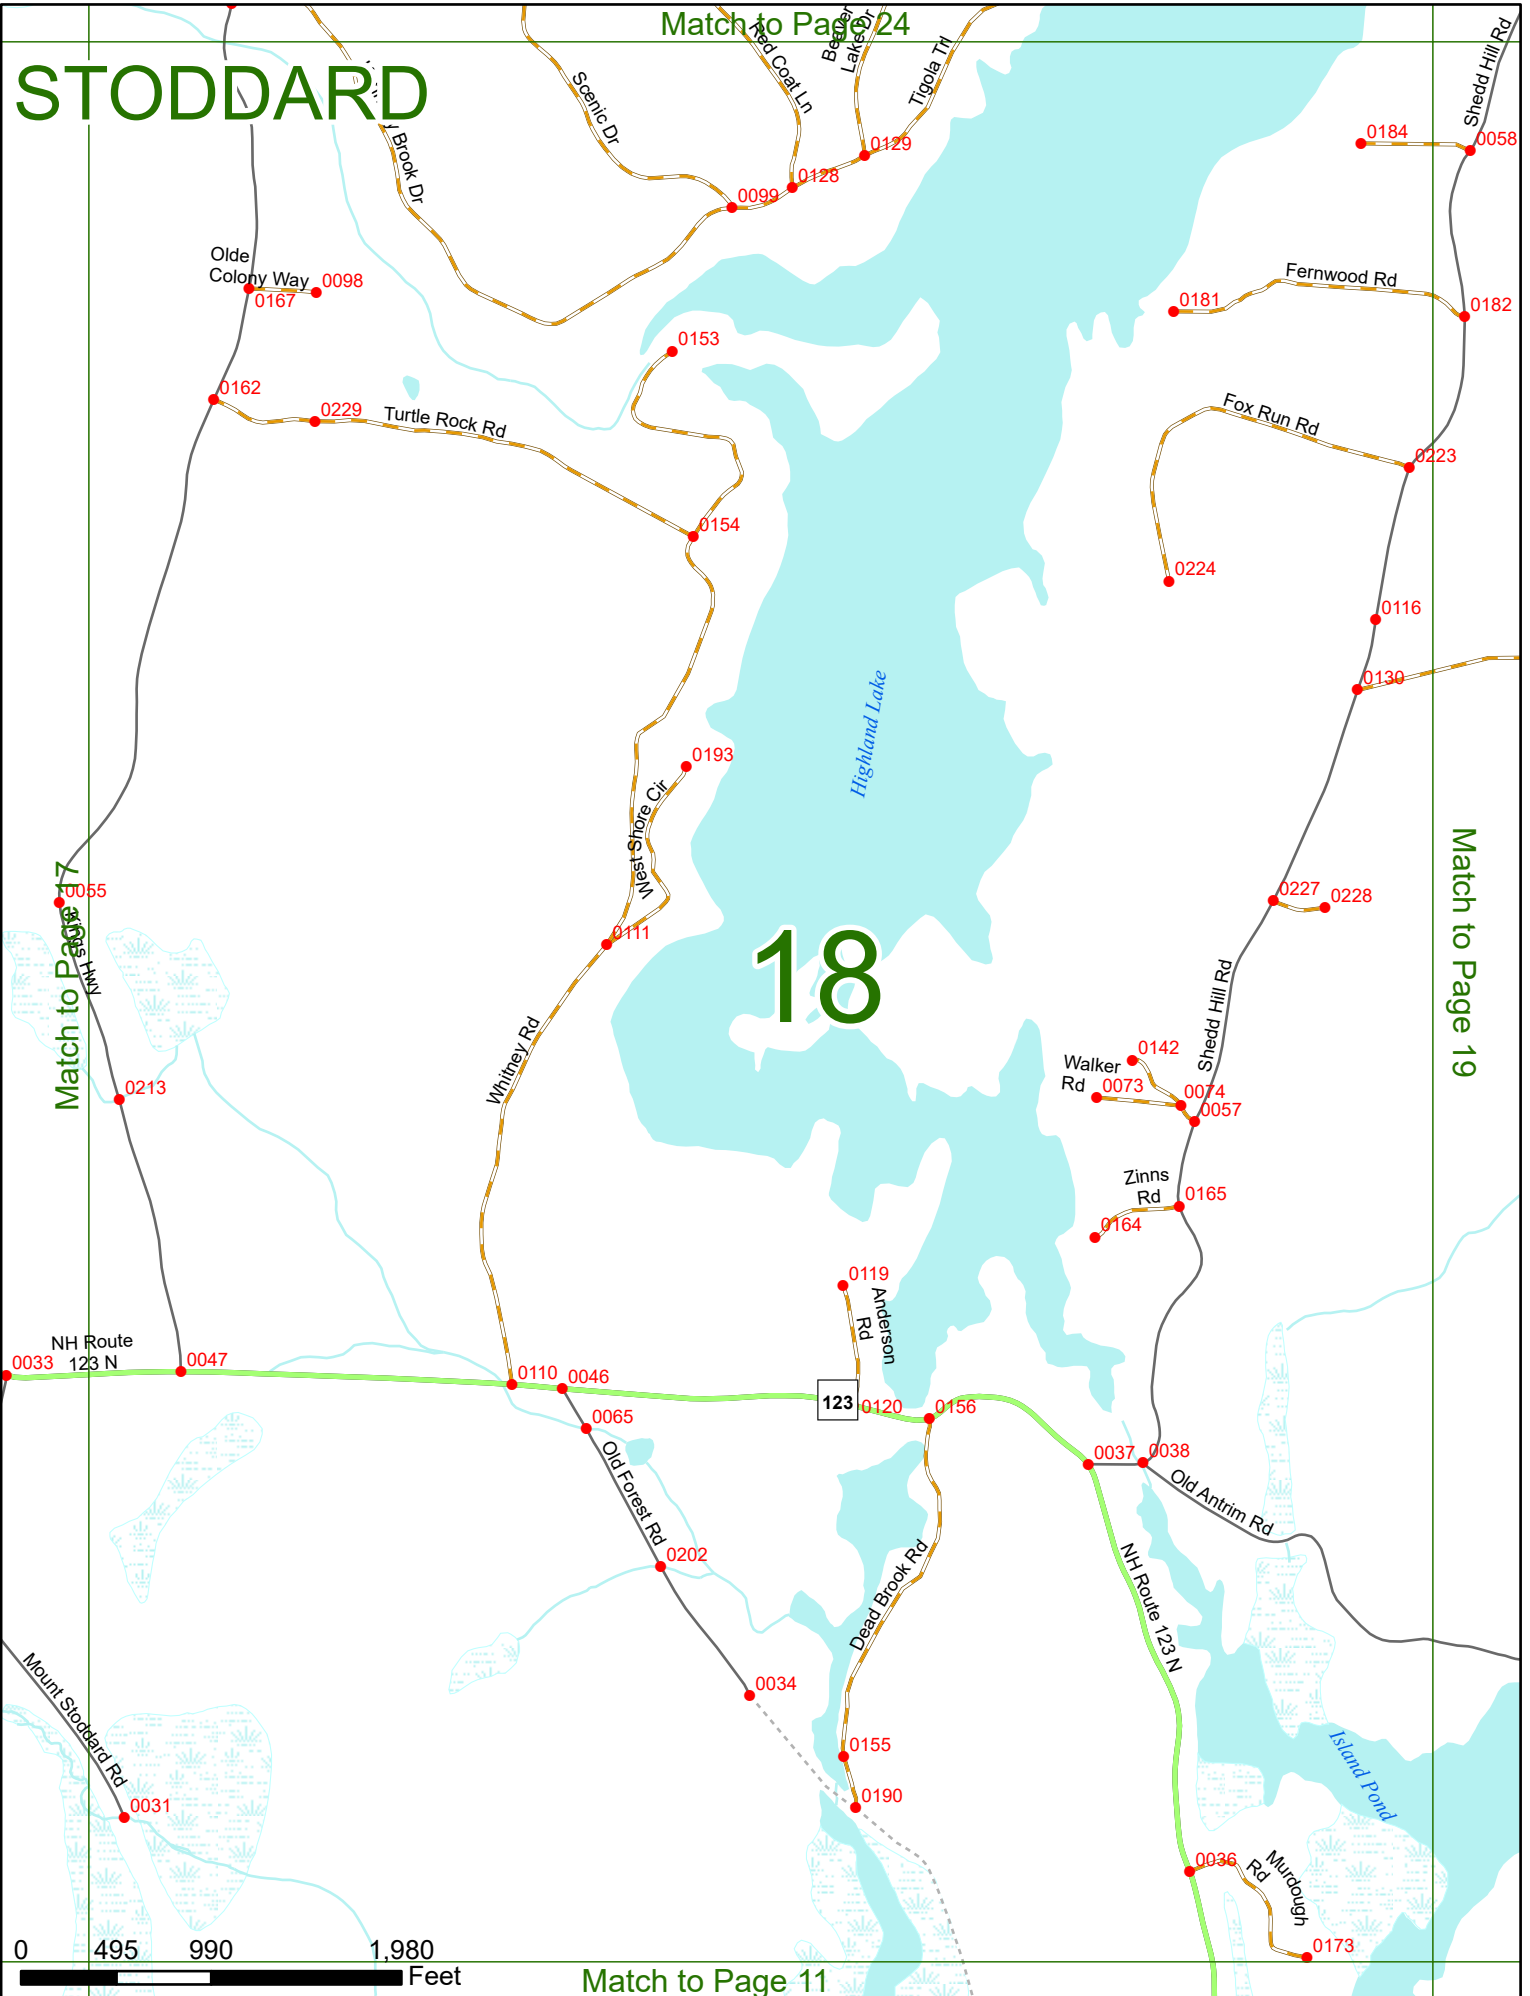 Match to Page 24
STODDARD
Shedd Hill Rd
Red Coat Ln
Beaver
Lake Dr
Tigola Trl
Scenic Dr
Brook Dr
0184
0058
0129
0128
0099
Olde
Colony Way
0098
0167
Fernwood Rd
0181
0182
0153
0162
0229
Turtle Rock Rd
Fox Run Rd
0223
0154
0224
0116
0130
Highland Lake
0193
West Shore Cir
Match to Page 17
0055
Kings Hwy
0227
0228
Match to Page 19
0111
18
Shedd Hill Rd
Whitney Rd
0142
Walker
Rd
0073
0074
0057
0213
Zinns
Rd
0165
0164
0119
Anderson
Rd
NH Route
123 N
0033
0047
0110
0046
123
0120
0156
0065
0037
0038
Old Forest Rd
Old Antrim Rd
0202
Dead Brook Rd
NH Route 123 N
0034
Mount Stoddard Rd
0155
Island Pond
0190
0031
0036
Murdough
Rd
0173
0 495 990 1,980
Feet
Match to Page 11